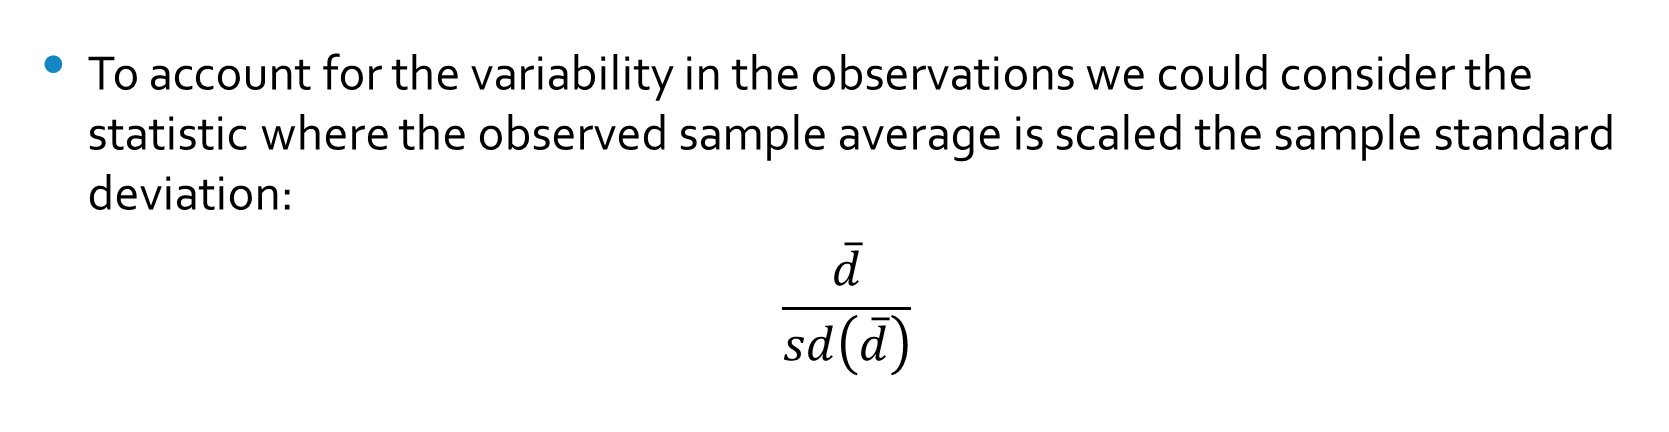 • To account for the variability in the observations we could consider the
statistic where the observed sample average is scaled the sample standard
deviation:
d̄
sd(d̄)